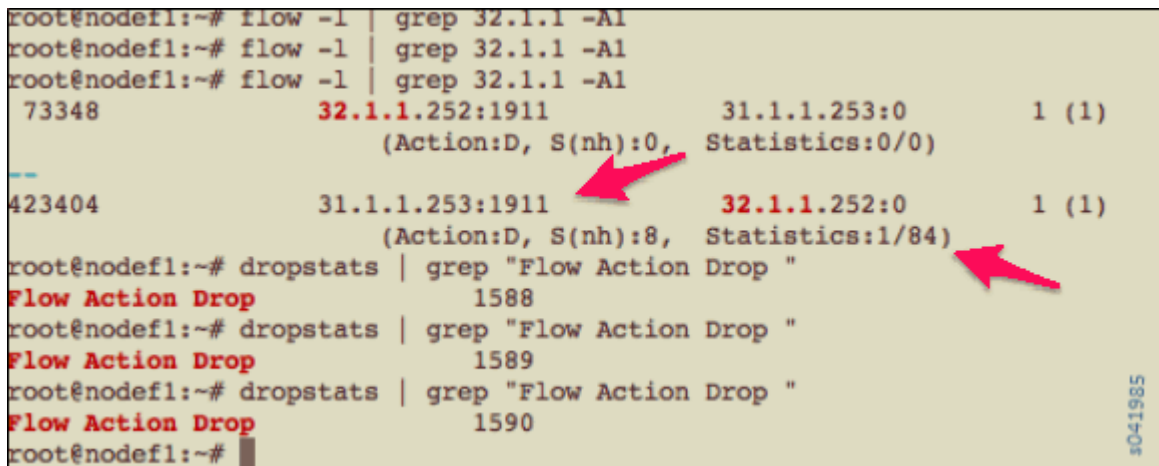 root@nodef1:~# flow -l | grep 32.1.1 -A1
root@nodef1:~# flow -l | grep 32.1.1 -A1
root@nodef1:~# flow -l | grep 32.1.1 -A1
73348 32.1.1.252:1911 31.1.1.253:0 1 (1)
(Action:D, S(nh):0, Statistics:0/0)
--
423404 31.1.1.253:1911 32.1.1.252:0 1 (1)
(Action:D, S(nh):8, Statistics:1/84)
root@nodef1:~# dropstats | grep "Flow Action Drop "
Flow Action Drop 1588
root@nodef1:~# dropstats | grep "Flow Action Drop "
Flow Action Drop 1589
root@nodef1:~# dropstats | grep "Flow Action Drop "
Flow Action Drop 1590
root@nodef1:~#
s041985